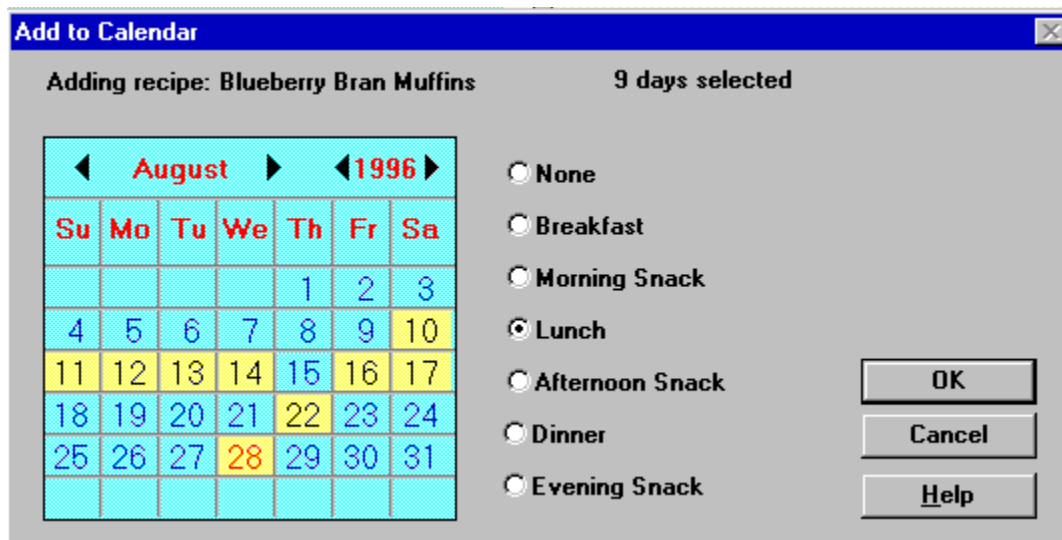 Add to Calendar
Adding recipe: Blueberry Bran Muffins 9 days selected
August 1996
Su Mo Tu We Th Fr Sa
1 2 3
4 5 6 7 8 9 10
11 12 13 14 15 16 17
18 19 20 21 22 23 24
25 26 27 28 29 30 31
None
Breakfast
Morning Snack
Lunch
Afternoon Snack
Dinner
Evening Snack
OK
Cancel
Help